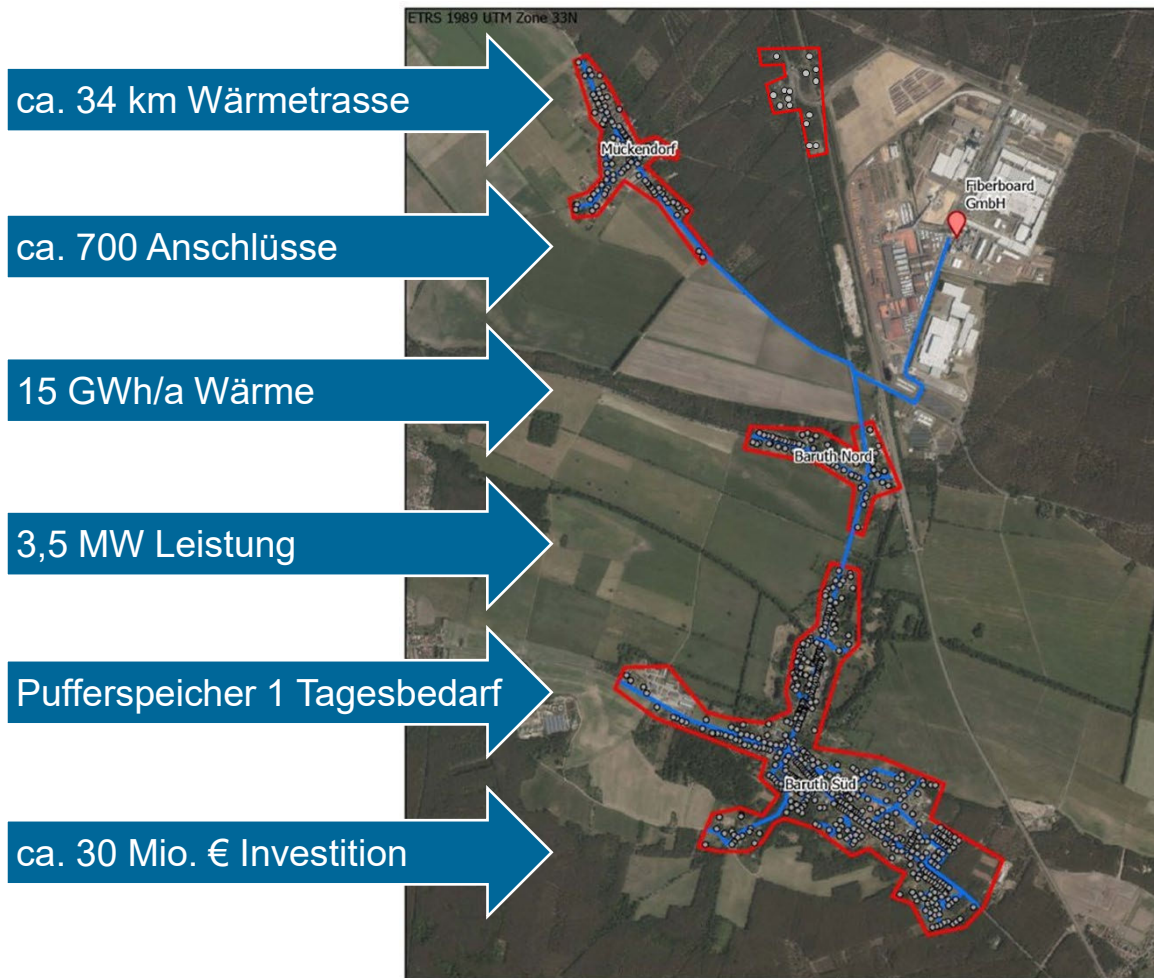 ETRS 1989 UTM Zone 33N
ca. 34 km Wärmetrasse
Mückendorf
Fiberboard
GmbH
ca. 700 Anschlüsse
15 GWh/a Wärme
Baruth Nord
3,5 MW Leistung
Pufferspeicher 1 Tagesbedarf
Baruth Süd
ca. 30 Mio. € Investition